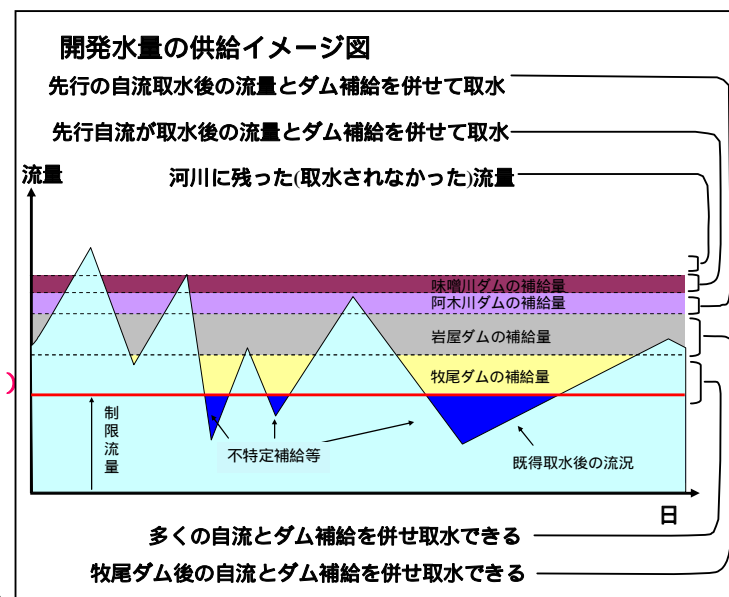 開発水量の供給イメージ図
先行の自流取水後の流量とダム補給を併せて取水
先行自流が取水後の流量とダム補給を併せて取水
流量
河川に残った(取水されなかった)流量
味噌川ダムの補給量
阿木川ダムの補給量
岩屋ダムの補給量
牧尾ダムの補給量
)
制限流量
不特定補給等
既得取水後の流況
日
多くの自流とダム補給を併せ取水できる
牧尾ダム後の自流とダム補給を併せ取水できる